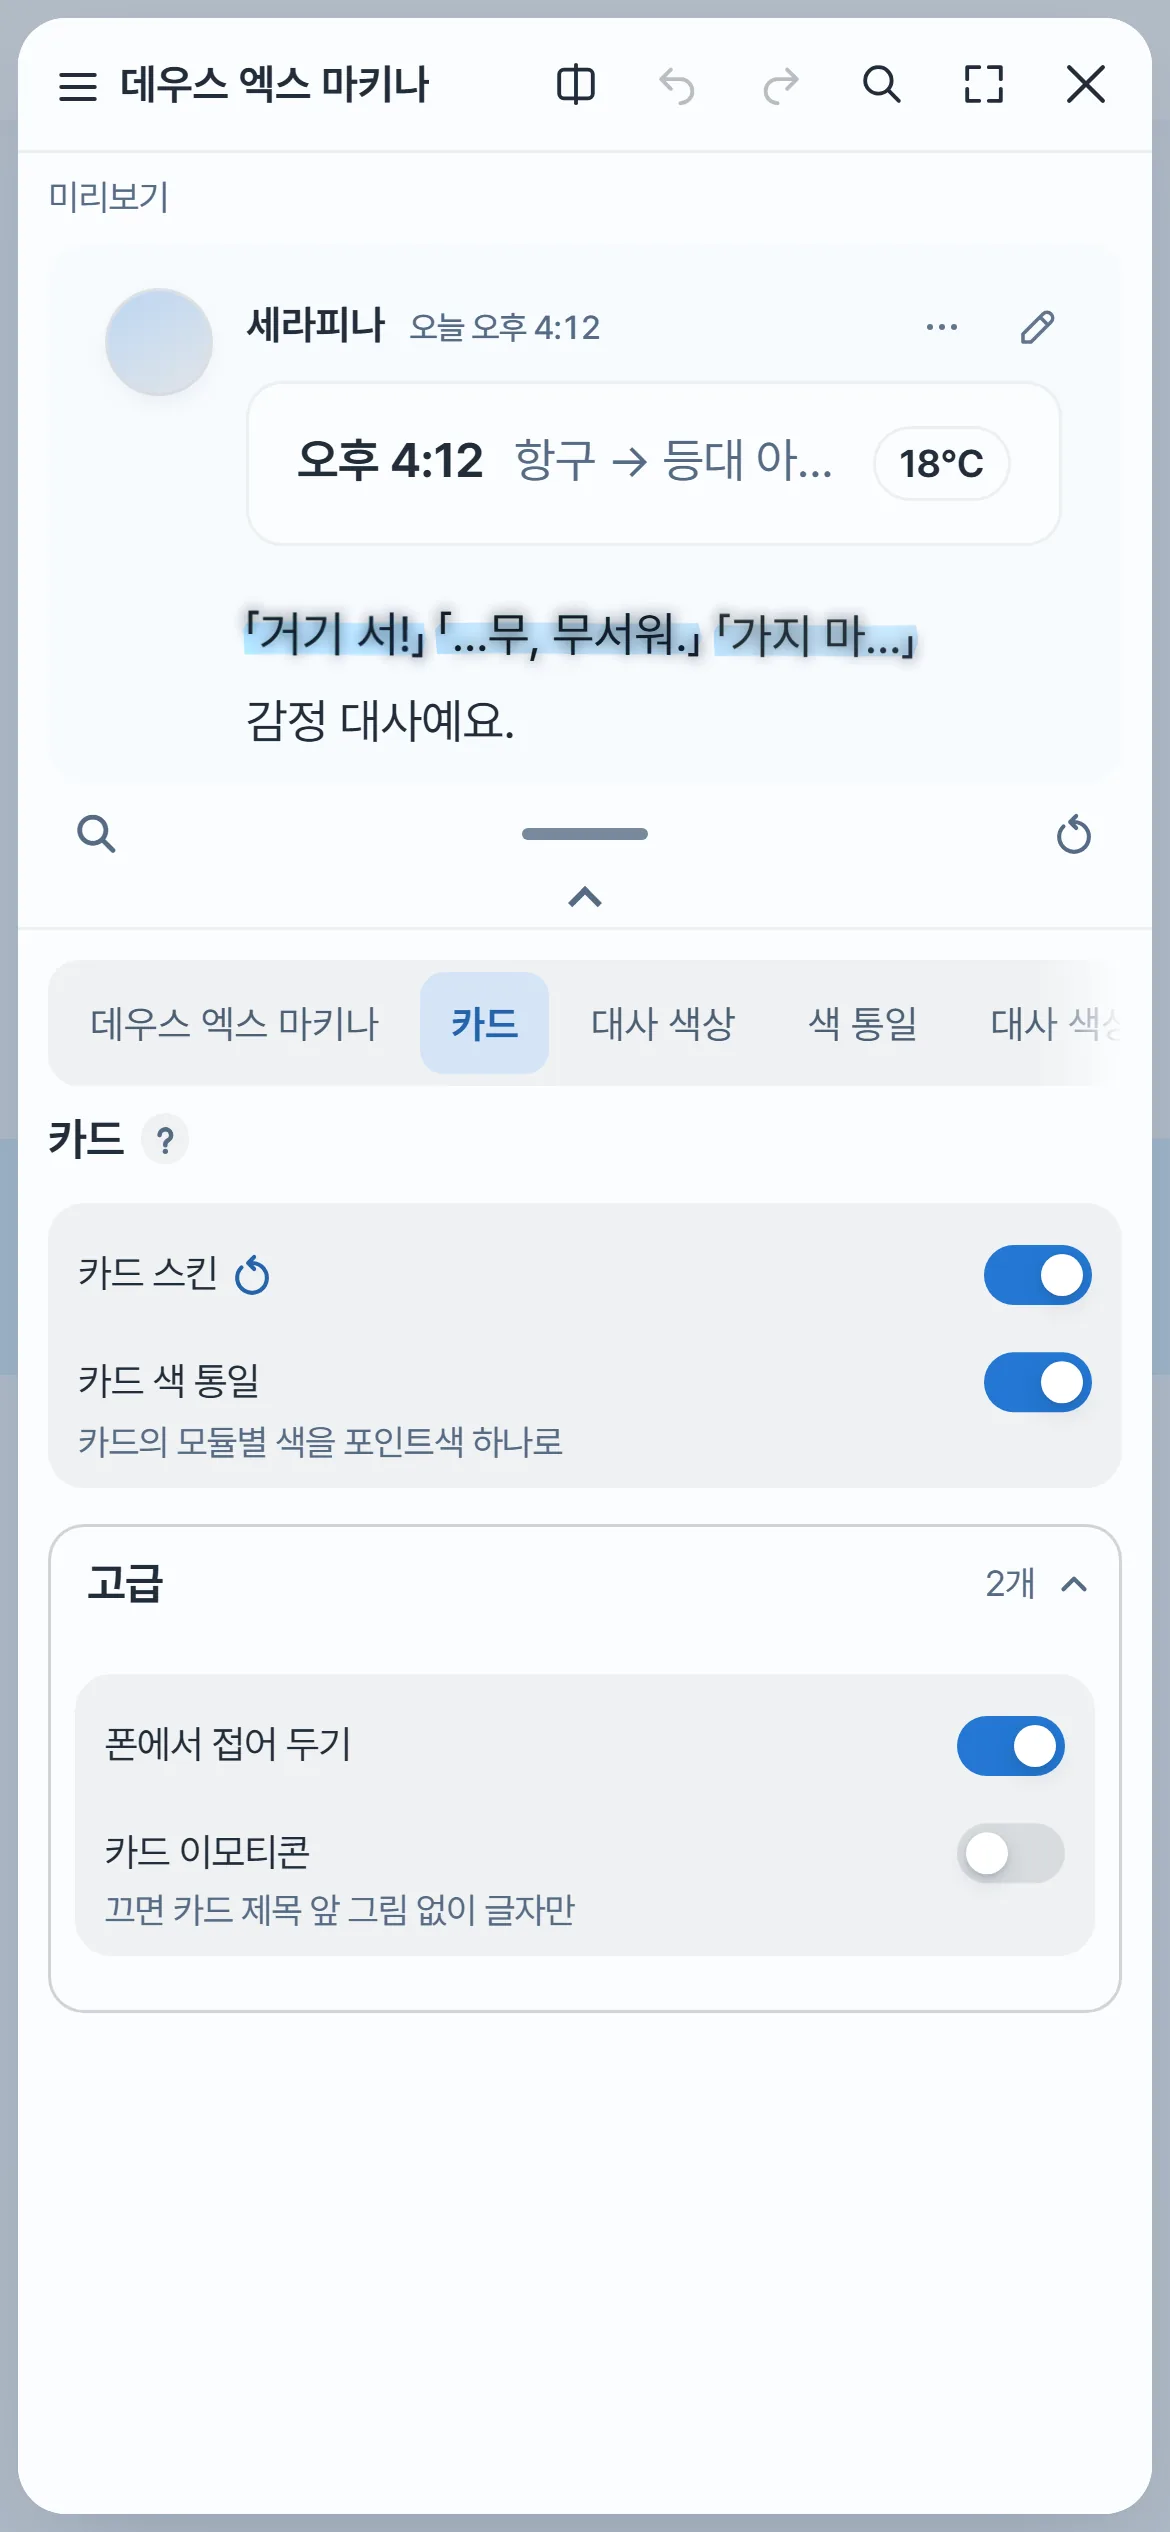 데우스 엑스 마키나
미리보기
세라피나 오늘 오후 4:12
오후 4:12 항구 → 등대 아... 18°C
「거기 서!」 「...무, 무서워.」 「가지 마...」
감정 대사예요.
데우스 엑스 마키나 카드 대사 색상 색 통일 대사 색상
카드 ?
카드 스킨
카드 색 통일
카드의 모듈별 색을 포인트색 하나로
고급 2개
폰에서 접어 두기
카드 이모티콘
끄면 카드 제목 앞 그림 없이 글자만